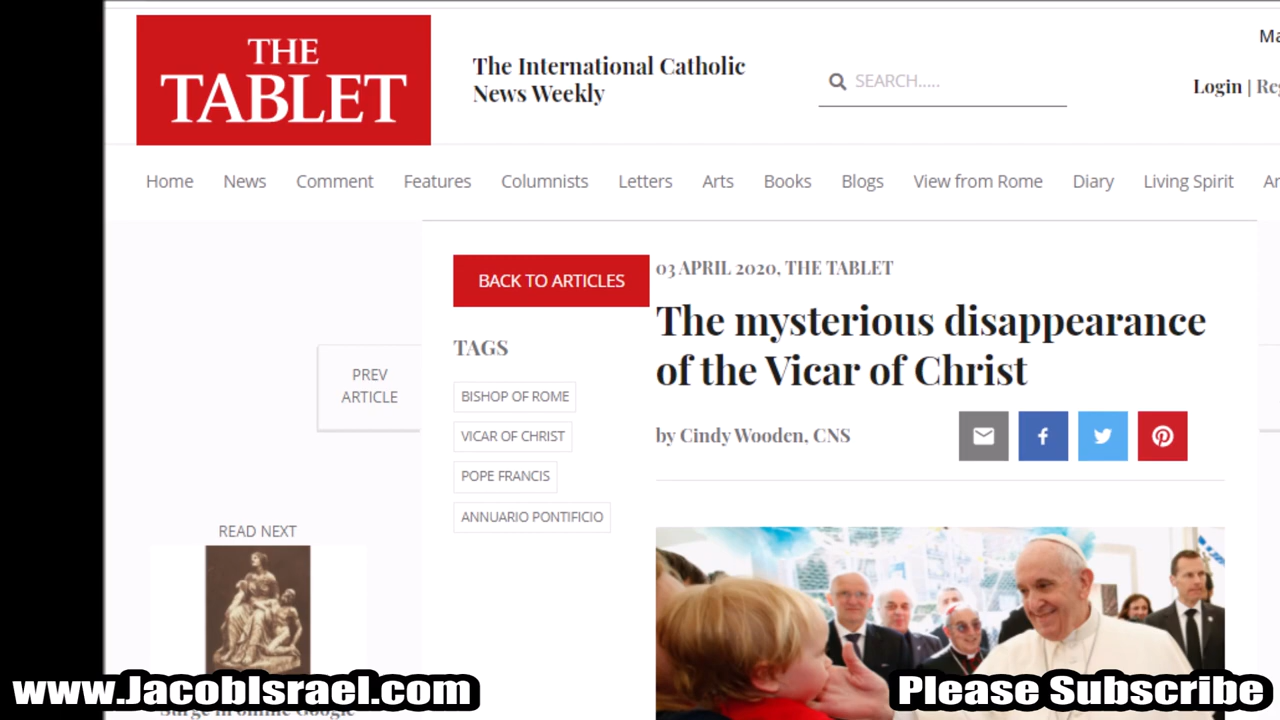 THE
TABLET
The International Catholic
News Weekly
SEARCH.....
Login |
Home News Comment Features Columnists Letters Arts Books Blogs View from Rome Diary Living Spirit
BACK TO ARTICLES
03 APRIL 2020, THE TABLET
The mysterious disappearance
of the Vicar of Christ
TAGS
BISHOP OF ROME
VICAR OF CHRIST
POPE FRANCIS
ANNUARIO PONTIFICIO
by Cindy Wooden, CNS
PREV
ARTICLE
READ NEXT
www.JacobIsrael.com
Please Subscribe